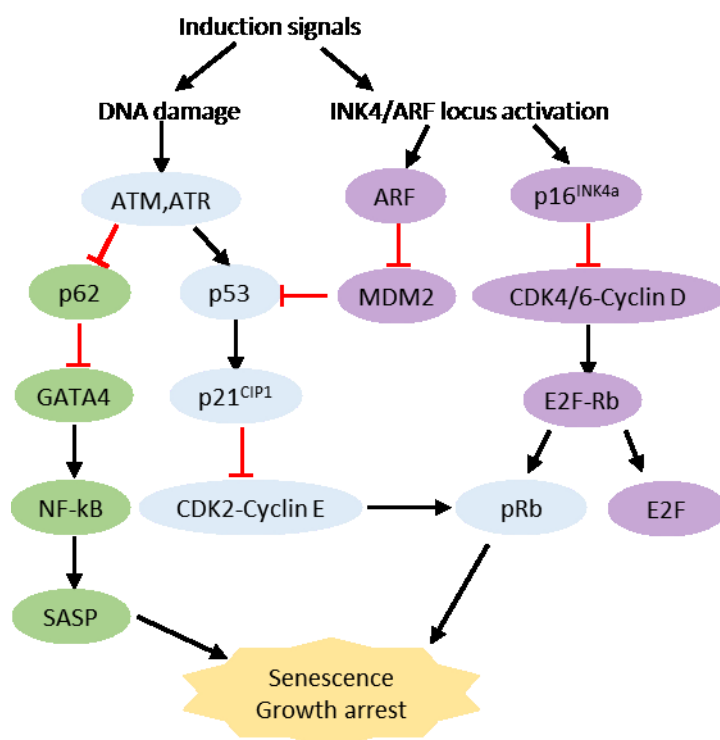 Induction signals
DNA damage
INK4/ARF locus activation
ATM,ATR
ARF
p16INK4a
p62
p53
MDM2
CDK4/6-Cyclin D
GATA4
p21CIP1
E2F-Rb
NF-kB
CDK2-Cyclin E
pRb
E2F
SASP
Senescence
Growth arrest